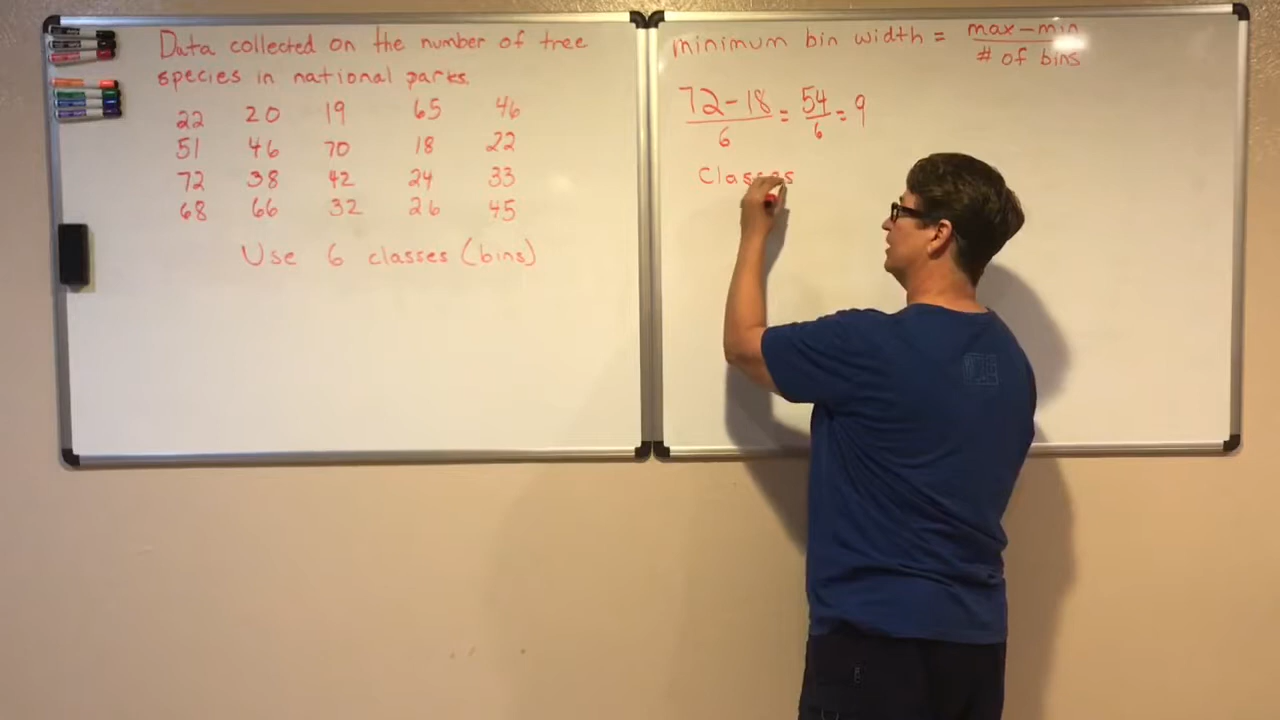 Data collected on the number of tree
species in national parks.
22 20 19 65 46
51 46 70 18 22
72 38 42 24 33
68 66 32 26 45
Use 6 classes (bins)
minimum bin width = max - min / # of bins
72 - 18 / 6 = 54 / 6 = 9
Classes